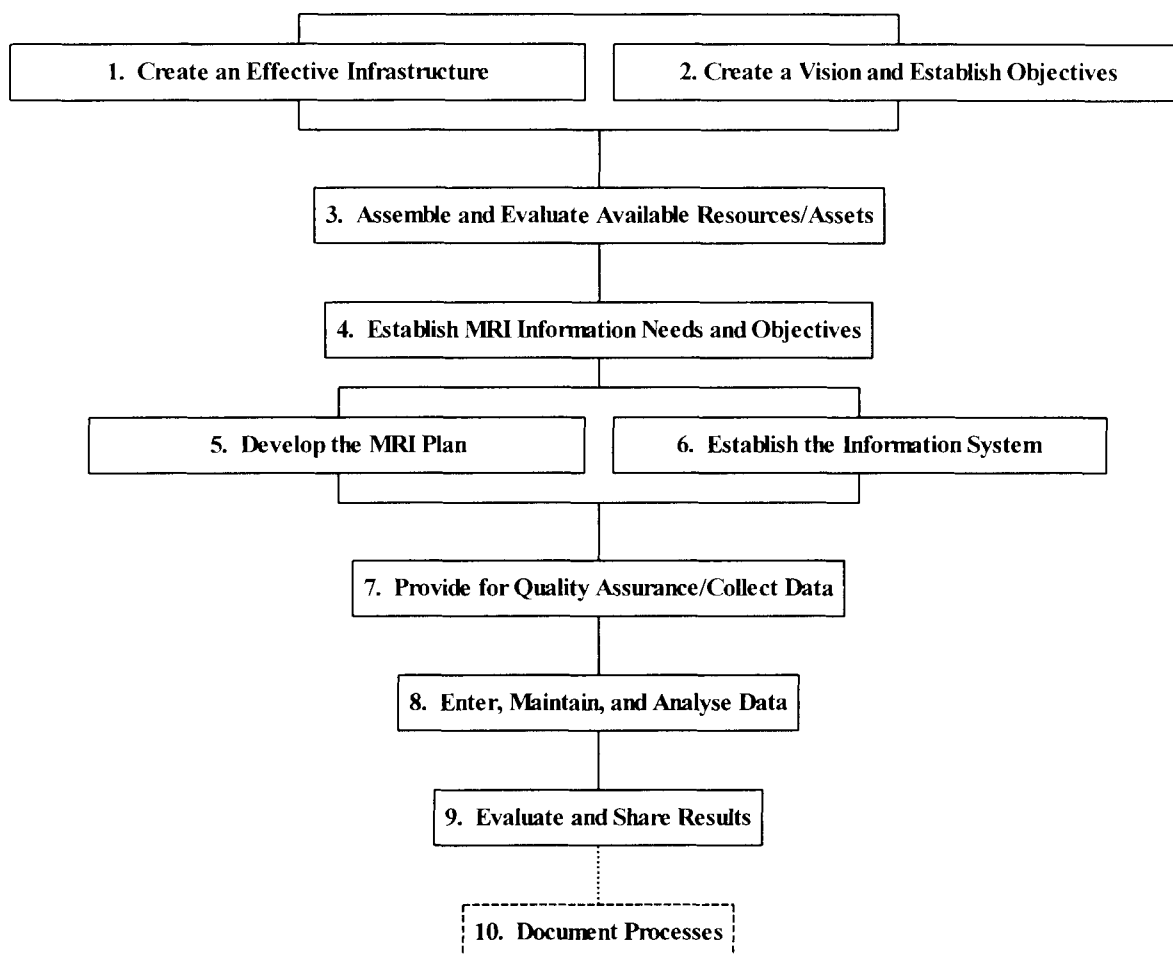 1. Create an Effective Infrastructure
2. Create a Vision and Establish Objectives
3. Assemble and Evaluate Available Resources/Assets
4. Establish MRI Information Needs and Objectives
5. Develop the MRI Plan
6. Establish the Information System
7. Provide for Quality Assurance/Collect Data
8. Enter, Maintain, and Analyse Data
9. Evaluate and Share Results
10. Document Processes